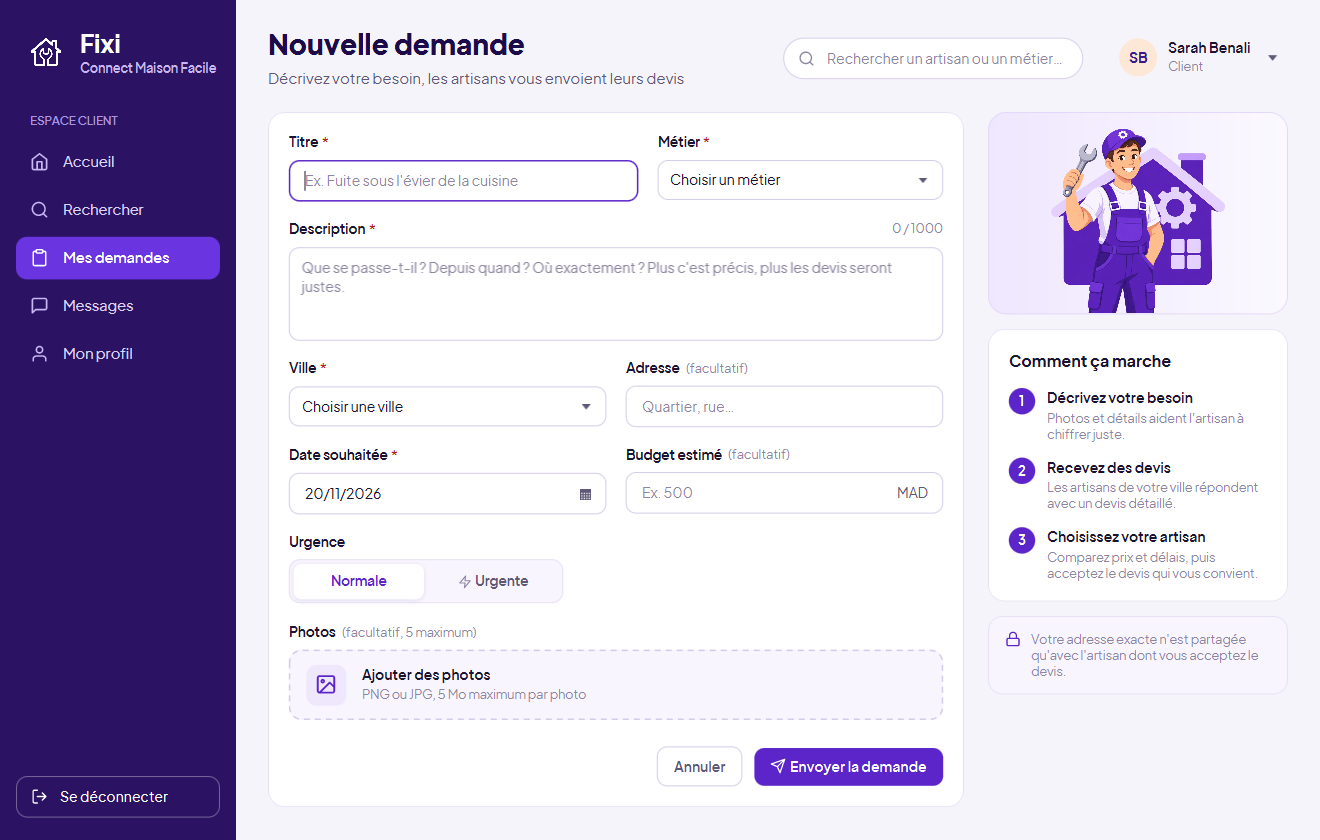 Fixi
Connect Maison Facile
ESPACE CLIENT
Accueil
Rechercher
Mes demandes
Messages
Mon profil
Se déconnecter
Nouvelle demande
Décrivez votre besoin, les artisans vous envoient leurs devis
Rechercher un artisan ou un métier...
SB
Sarah Benali
Client
Titre *
Ex. Fuite sous l'évier de la cuisine
Métier *
Choisir un métier
Description *
0 / 1000
Que se passe-t-il ? Depuis quand ? Où exactement ? Plus c'est précis, plus les devis seront
justes.
Ville *
Choisir une ville
Adresse (facultatif)
Quartier, rue...
Date souhaitée *
20/11/2026
Budget estimé (facultatif)
Ex. 500
MAD
Urgence
Normale
Urgente
Photos (facultatif, 5 maximum)
Ajouter des photos
PNG ou JPG, 5 Mo maximum par photo
Annuler
Envoyer la demande
Comment ça marche
1
Décrivez votre besoin
Photos et détails aident l'artisan à
chiffrer juste.
2
Recevez des devis
Les artisans de votre ville répondent
avec un devis détaillé.
3
Choisissez votre artisan
Comparez prix et délais, puis
acceptez le devis qui vous convient.
Votre adresse exacte n'est partagée
qu'avec l'artisan dont vous acceptez le
devis.